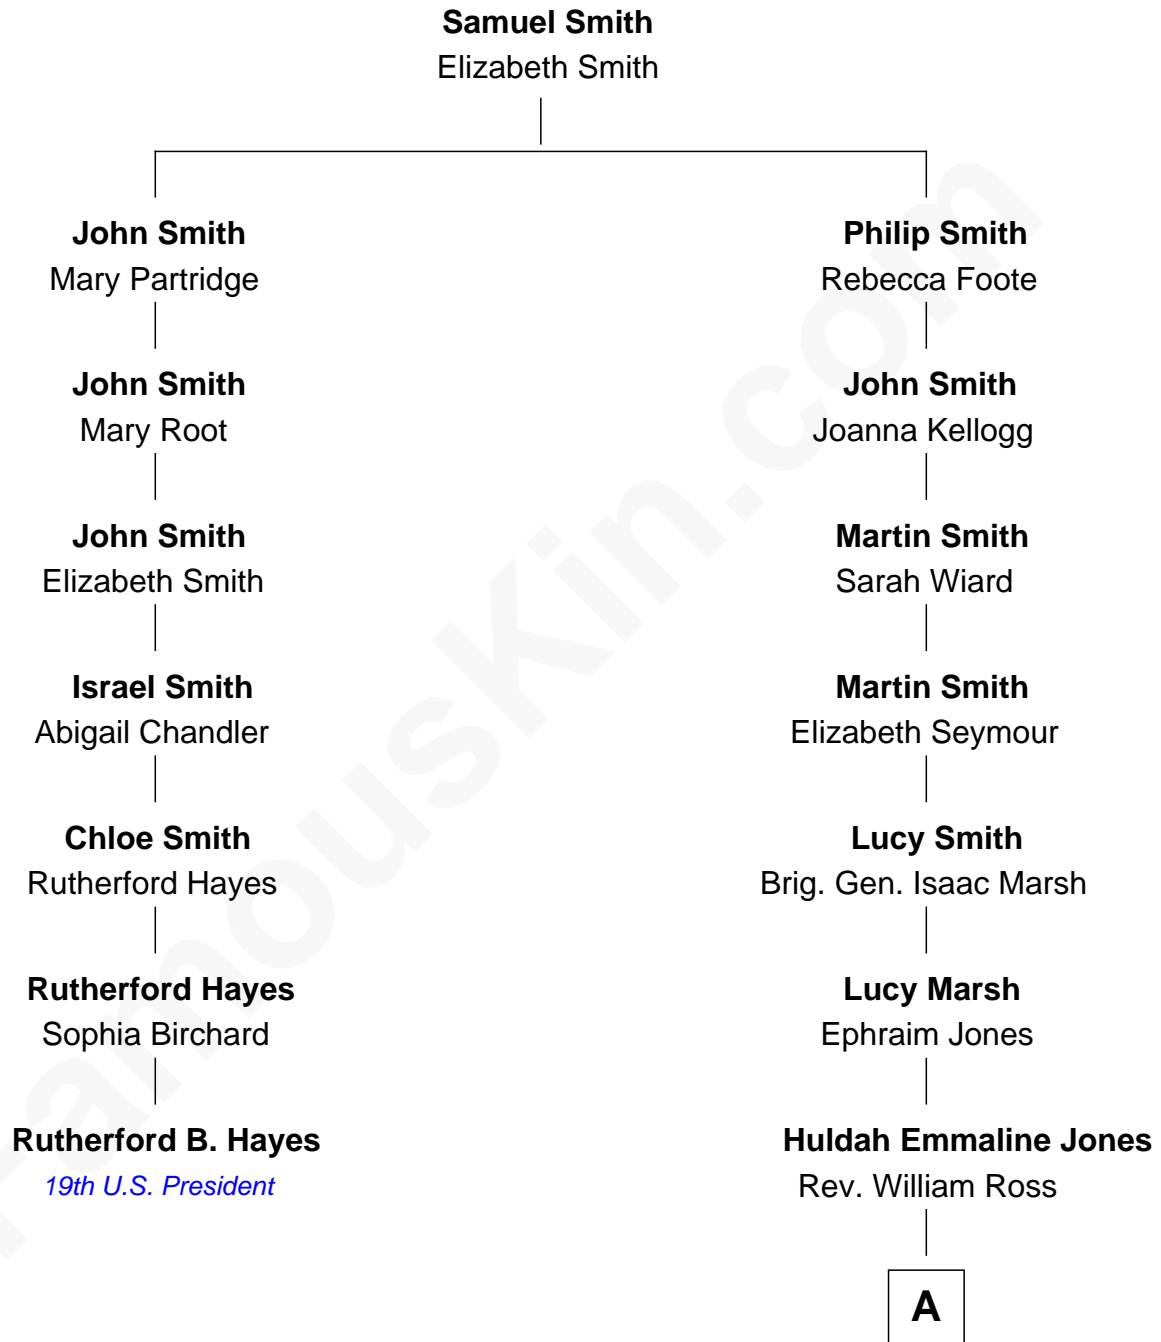 Samuel Smith
Elizabeth Smith
John Smith
Mary Partridge
John Smith
Mary Root
John Smith
Elizabeth Smith
Israel Smith
Abigail Chandler
Chloe Smith
Rutherford Hayes
Rutherford Hayes
Sophia Birchard
Rutherford B. Hayes
19th U.S. President
Philip Smith
Rebecca Foote
John Smith
Joanna Kellogg
Martin Smith
Sarah Wiard
Martin Smith
Elizabeth Seymour
Lucy Smith
Brig. Gen. Isaac Marsh
Lucy Marsh
Ephraim Jones
Huldah Emmaline Jones
Rev. William Ross
A
FamousKin.com